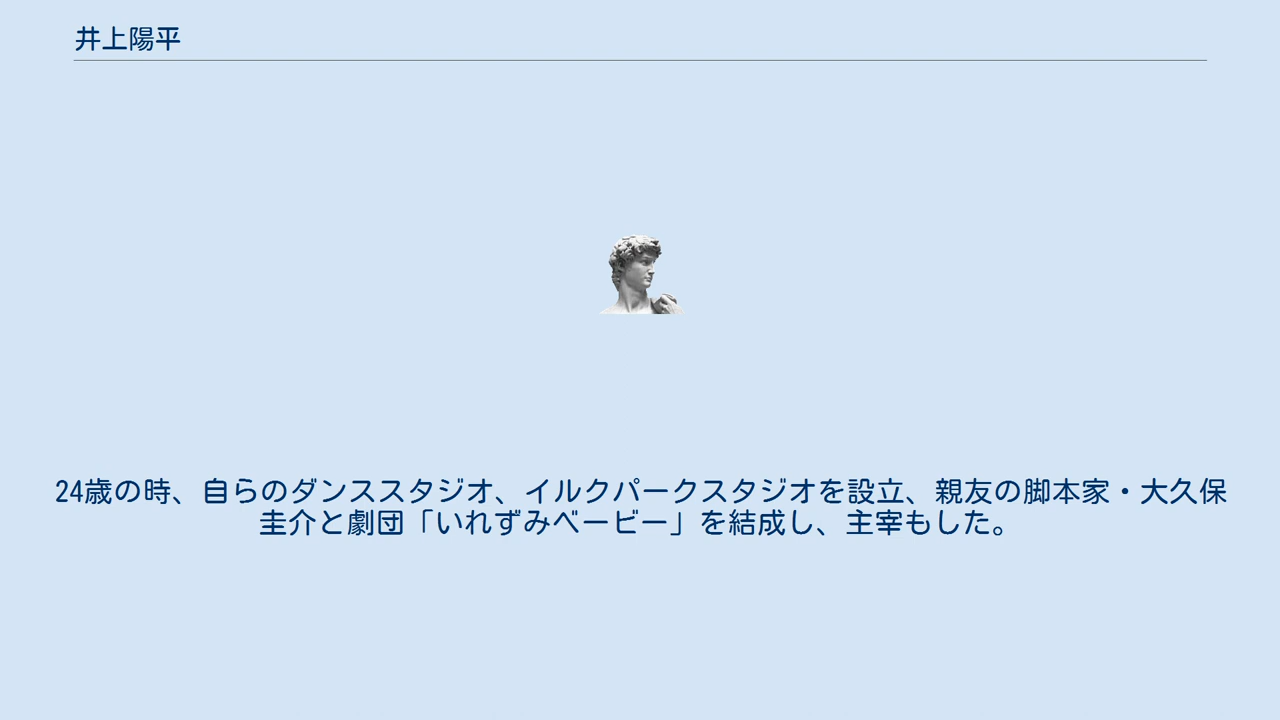 井上陽平
24歳の時、自らのダンススタジオ、イルクパークスタジオを設立、親友の脚本家・大久保
圭介と劇団「いれずみベービー」を結成し、主宰もした。